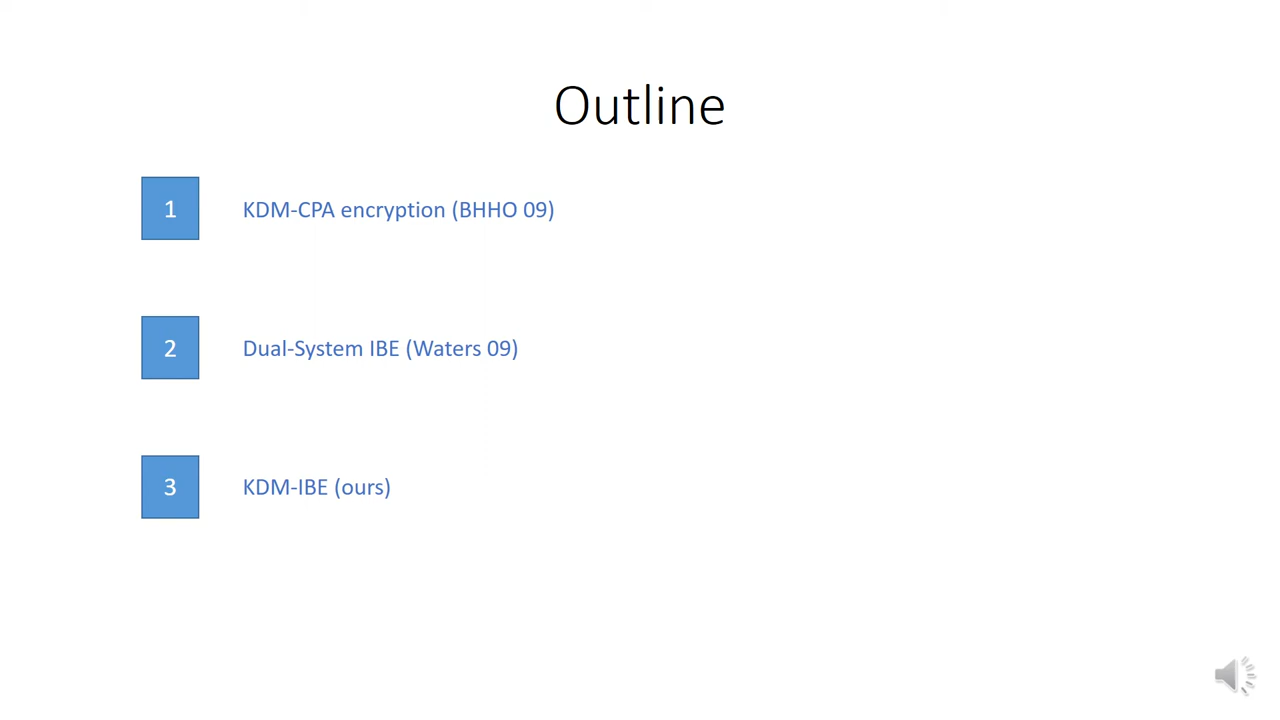 Outline
1 KDM-CPA encryption (BHHO 09)
2 Dual-System IBE (Waters 09)
3 KDM-IBE (ours)